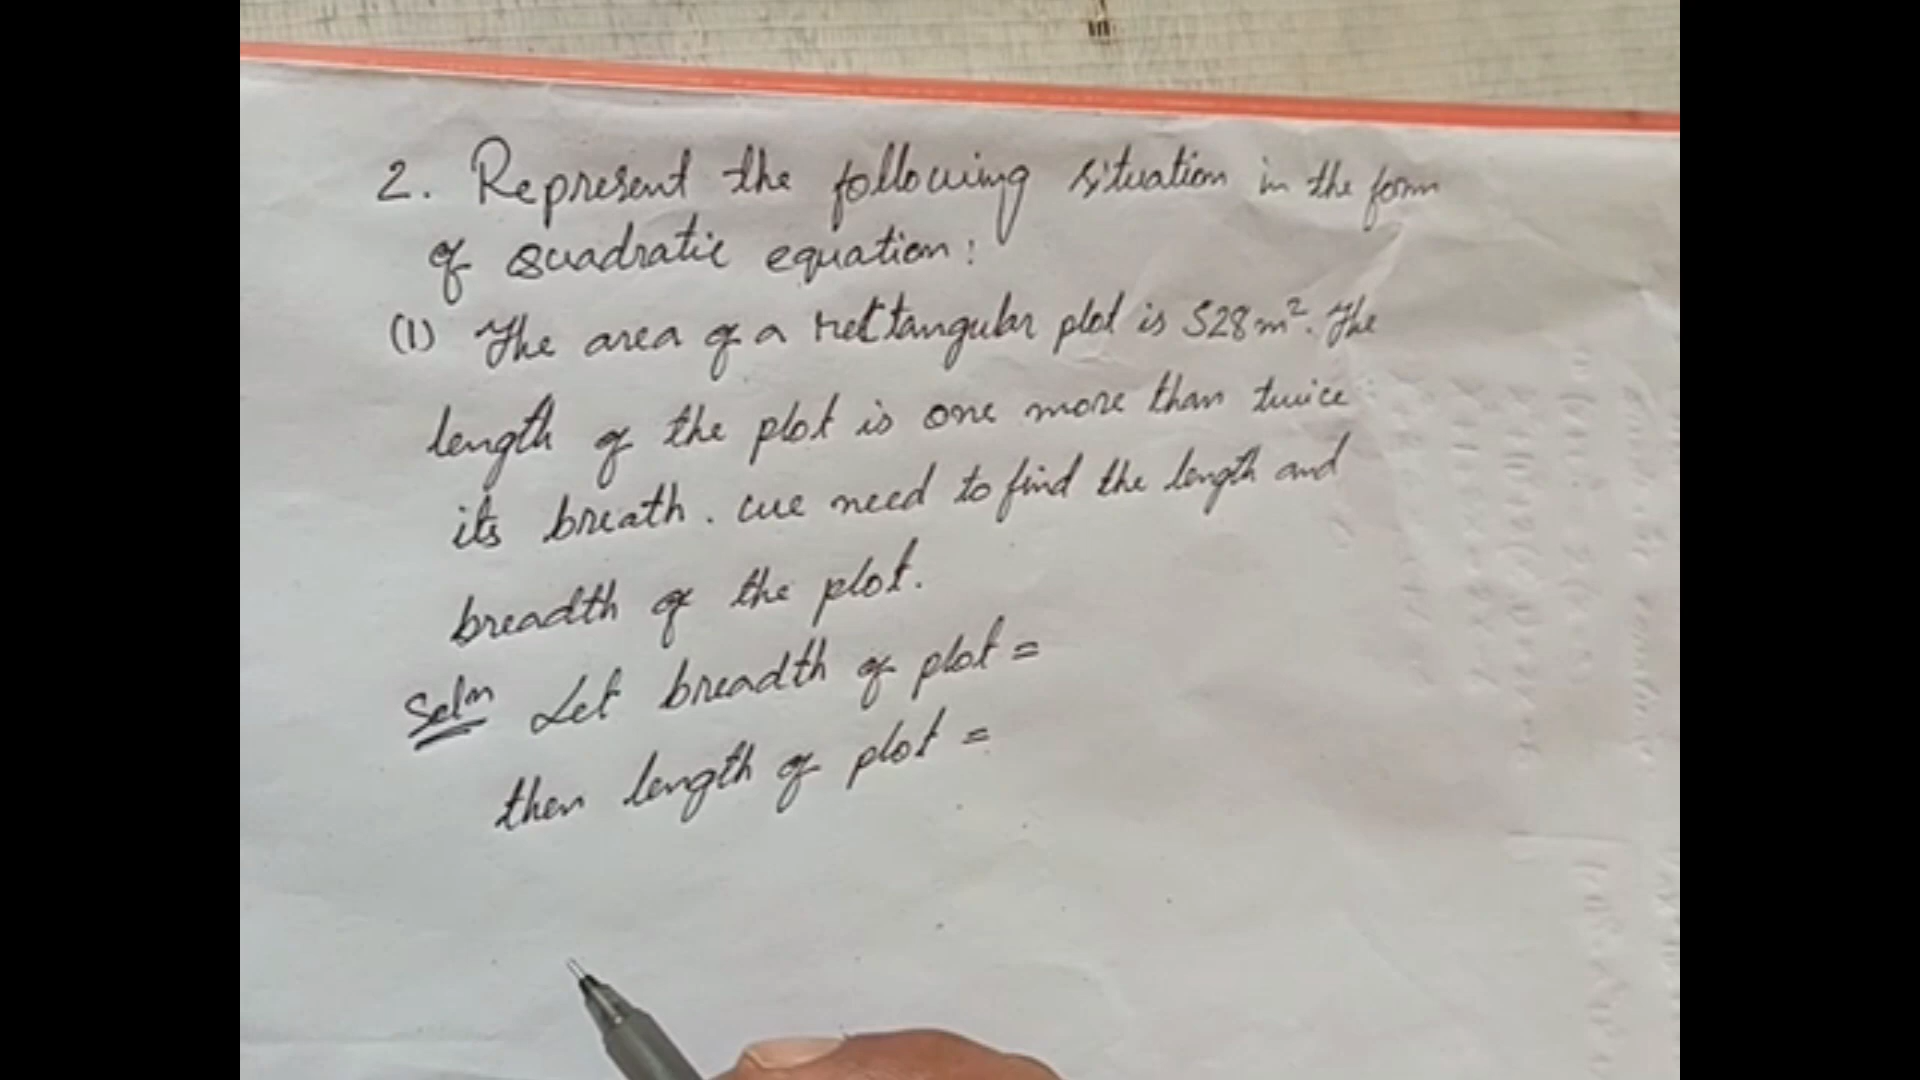 2. Represent the following situation in the form
of Quadratic equation:
(1) The area of a rectangular plot is 528 m². The
length of the plot is one more than twice
its breath. we need to find the length and
breadth of the plot.
Solⁿ Let breadth of plot =
then length of plot =